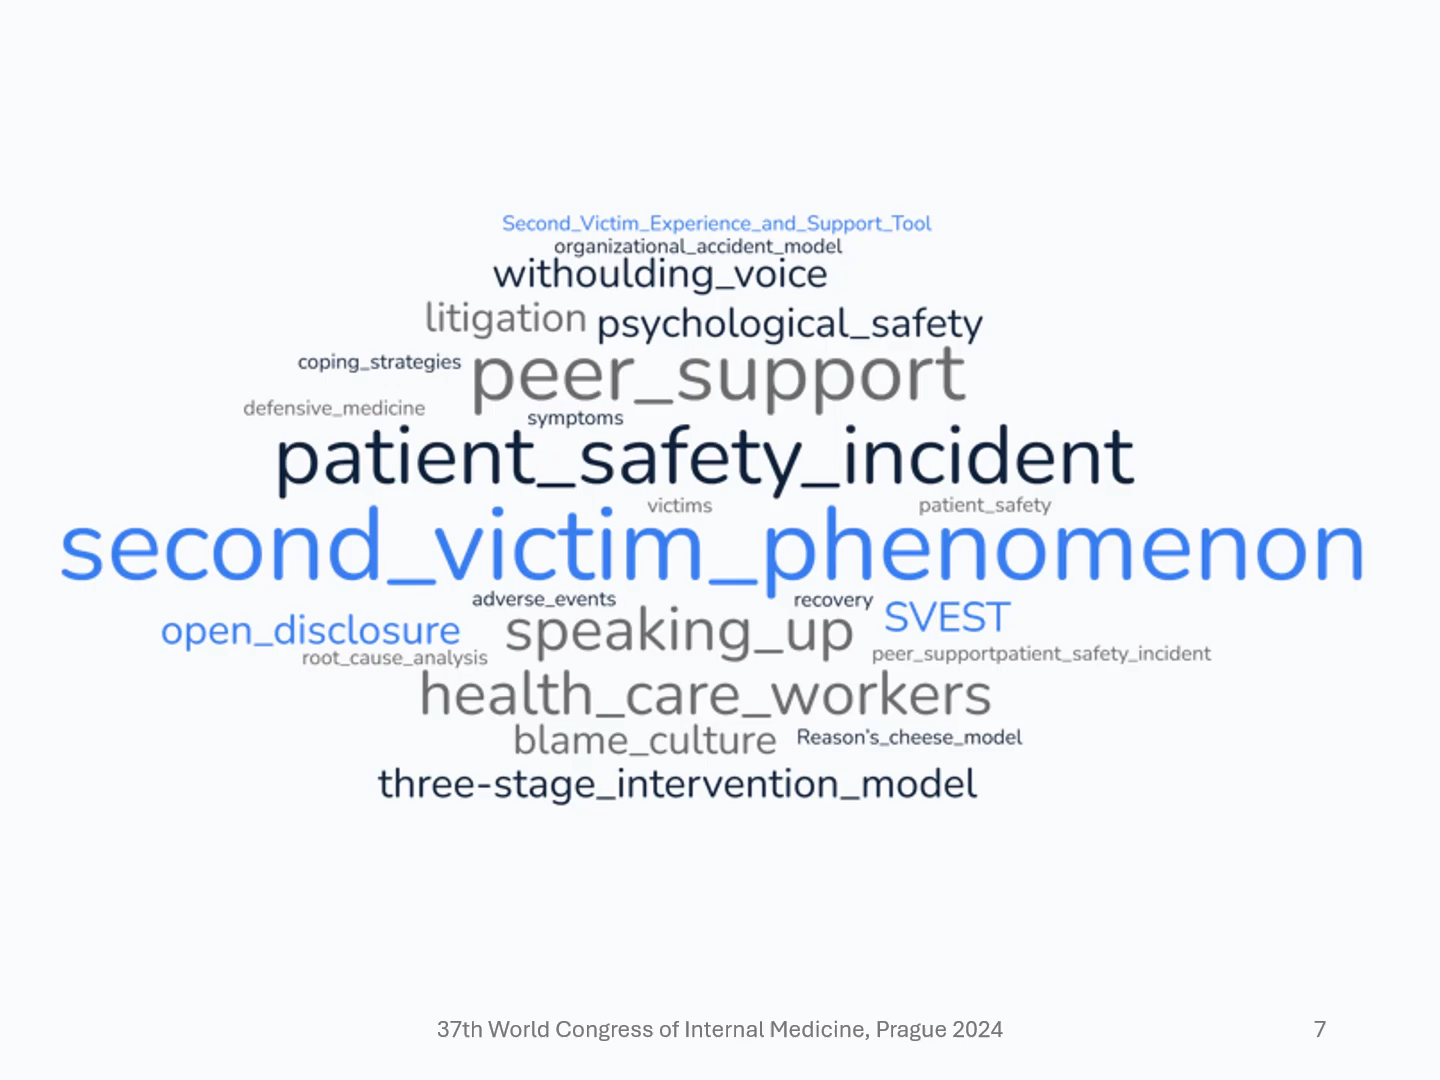 Second_Victim_Experience_and_Support_Tool
organizational_accident_model
withoulding_voice
litigation psychological_safety
coping_strategies peer_support
defensive_medicine
symptoms
patient_safety_incident
victims patient_safety
second_victim_phenomenon
adverse_events recovery
open_disclosure speaking_up SVEST
root_cause_analysis peer_supportpatient_safety_incident
health_care_workers
blame_culture Reason's_cheese_model
three-stage_intervention_model
37th World Congress of Internal Medicine, Prague 2024 7